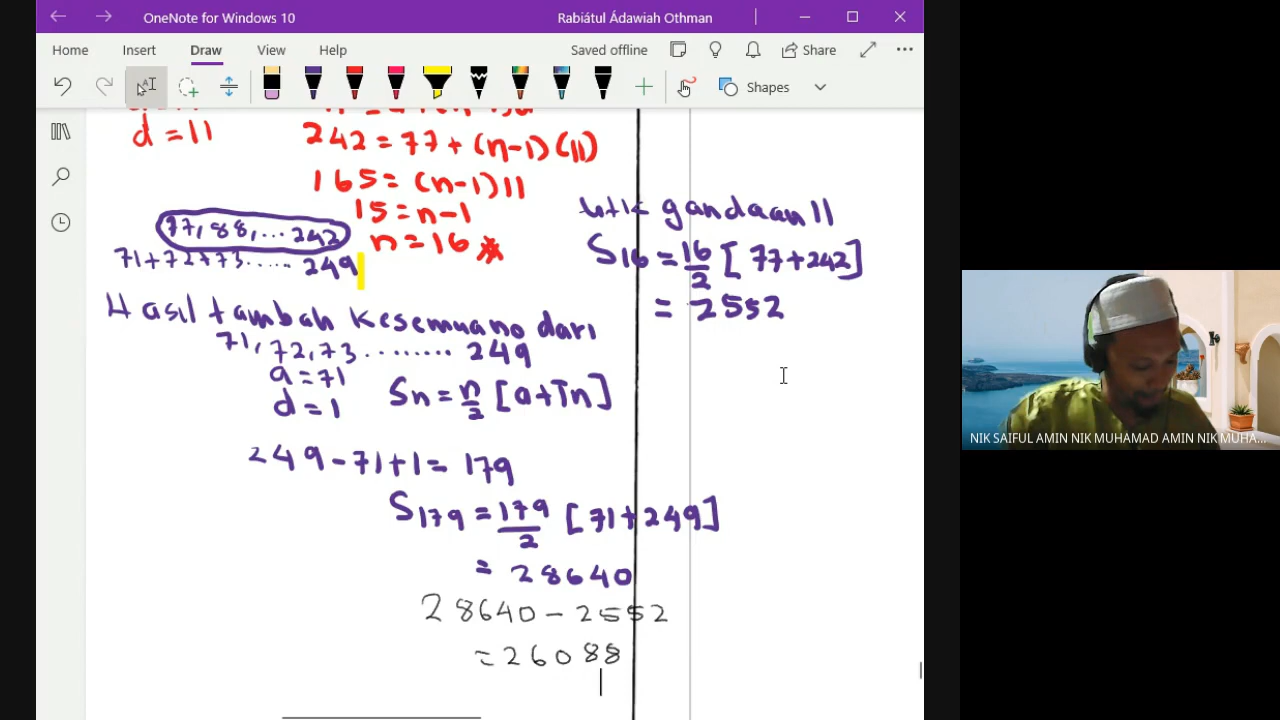 OneNote for Windows 10
Rabiátul Ádawiah Othman
Home Insert Draw View Help
Saved offline
Share
Shapes
d = 11
242 = 77 + (n-1)(11)
165 = (n-1)11
15 = n-1
n = 16
77, 88, ... 242
71+72+73...... 249
Hasil tambah kesemuano dari
71, 72, 73 ......... 249
a = 71
d = 1
Sn = n/2 [a+Tn]
249 - 71 + 1 = 179
S179 = 179/2 [71+249]
= 28640
28640 - 2552
= 26088
gandaan 11
S16 = 16/2 [77+242]
= 2552
NIK SAIFUL AMIN NIK MUHAMAD AMIN NIK MUHA...